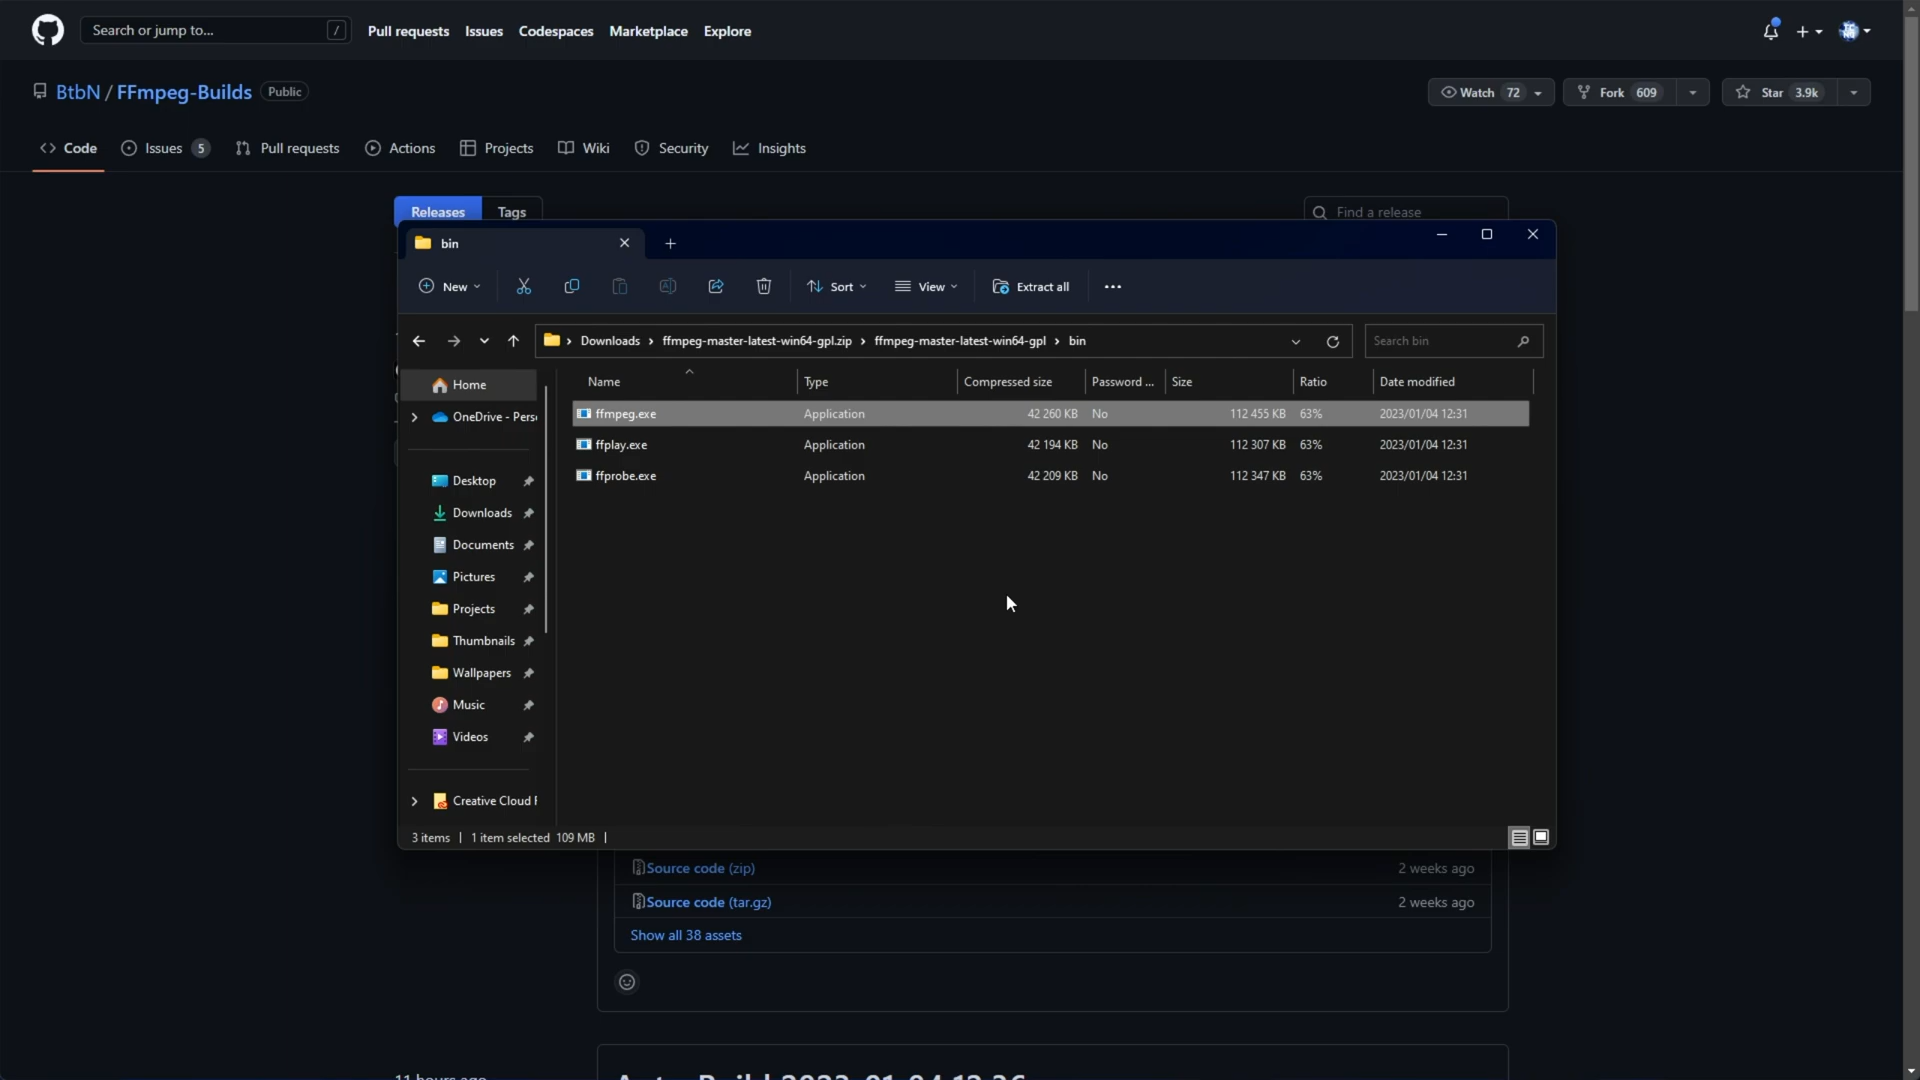 Search or jump to... /
Pull requests Issues Codespaces Marketplace Explore
BtbN / FFmpeg-Builds Public
Watch 72 Fork 609 Star 3.9k
Code Issues 5 Pull requests Actions Projects Wiki Security Insights
Releases Tags Find a release
bin
New Sort View Extract all
Downloads › ffmpeg-master-latest-win64-gpl.zip › ffmpeg-master-latest-win64-gpl › bin Search bin
Name Type Compressed size Password ... Size Ratio Date modified
ffmpeg.exe Application 42 260 KB No 112 455 KB 63% 2023/01/04 12:31
ffplay.exe Application 42 194 KB No 112 307 KB 63% 2023/01/04 12:31
ffprobe.exe Application 42 209 KB No 112 347 KB 63% 2023/01/04 12:31
Home
OneDrive - Pers
Desktop
Downloads
Documents
Pictures
Projects
Thumbnails
Wallpapers
Music
Videos
Creative Cloud F
3 items | 1 item selected 109 MB |
Source code (zip) 2 weeks ago
Source code (tar.gz) 2 weeks ago
Show all 38 assets
11 hours ago